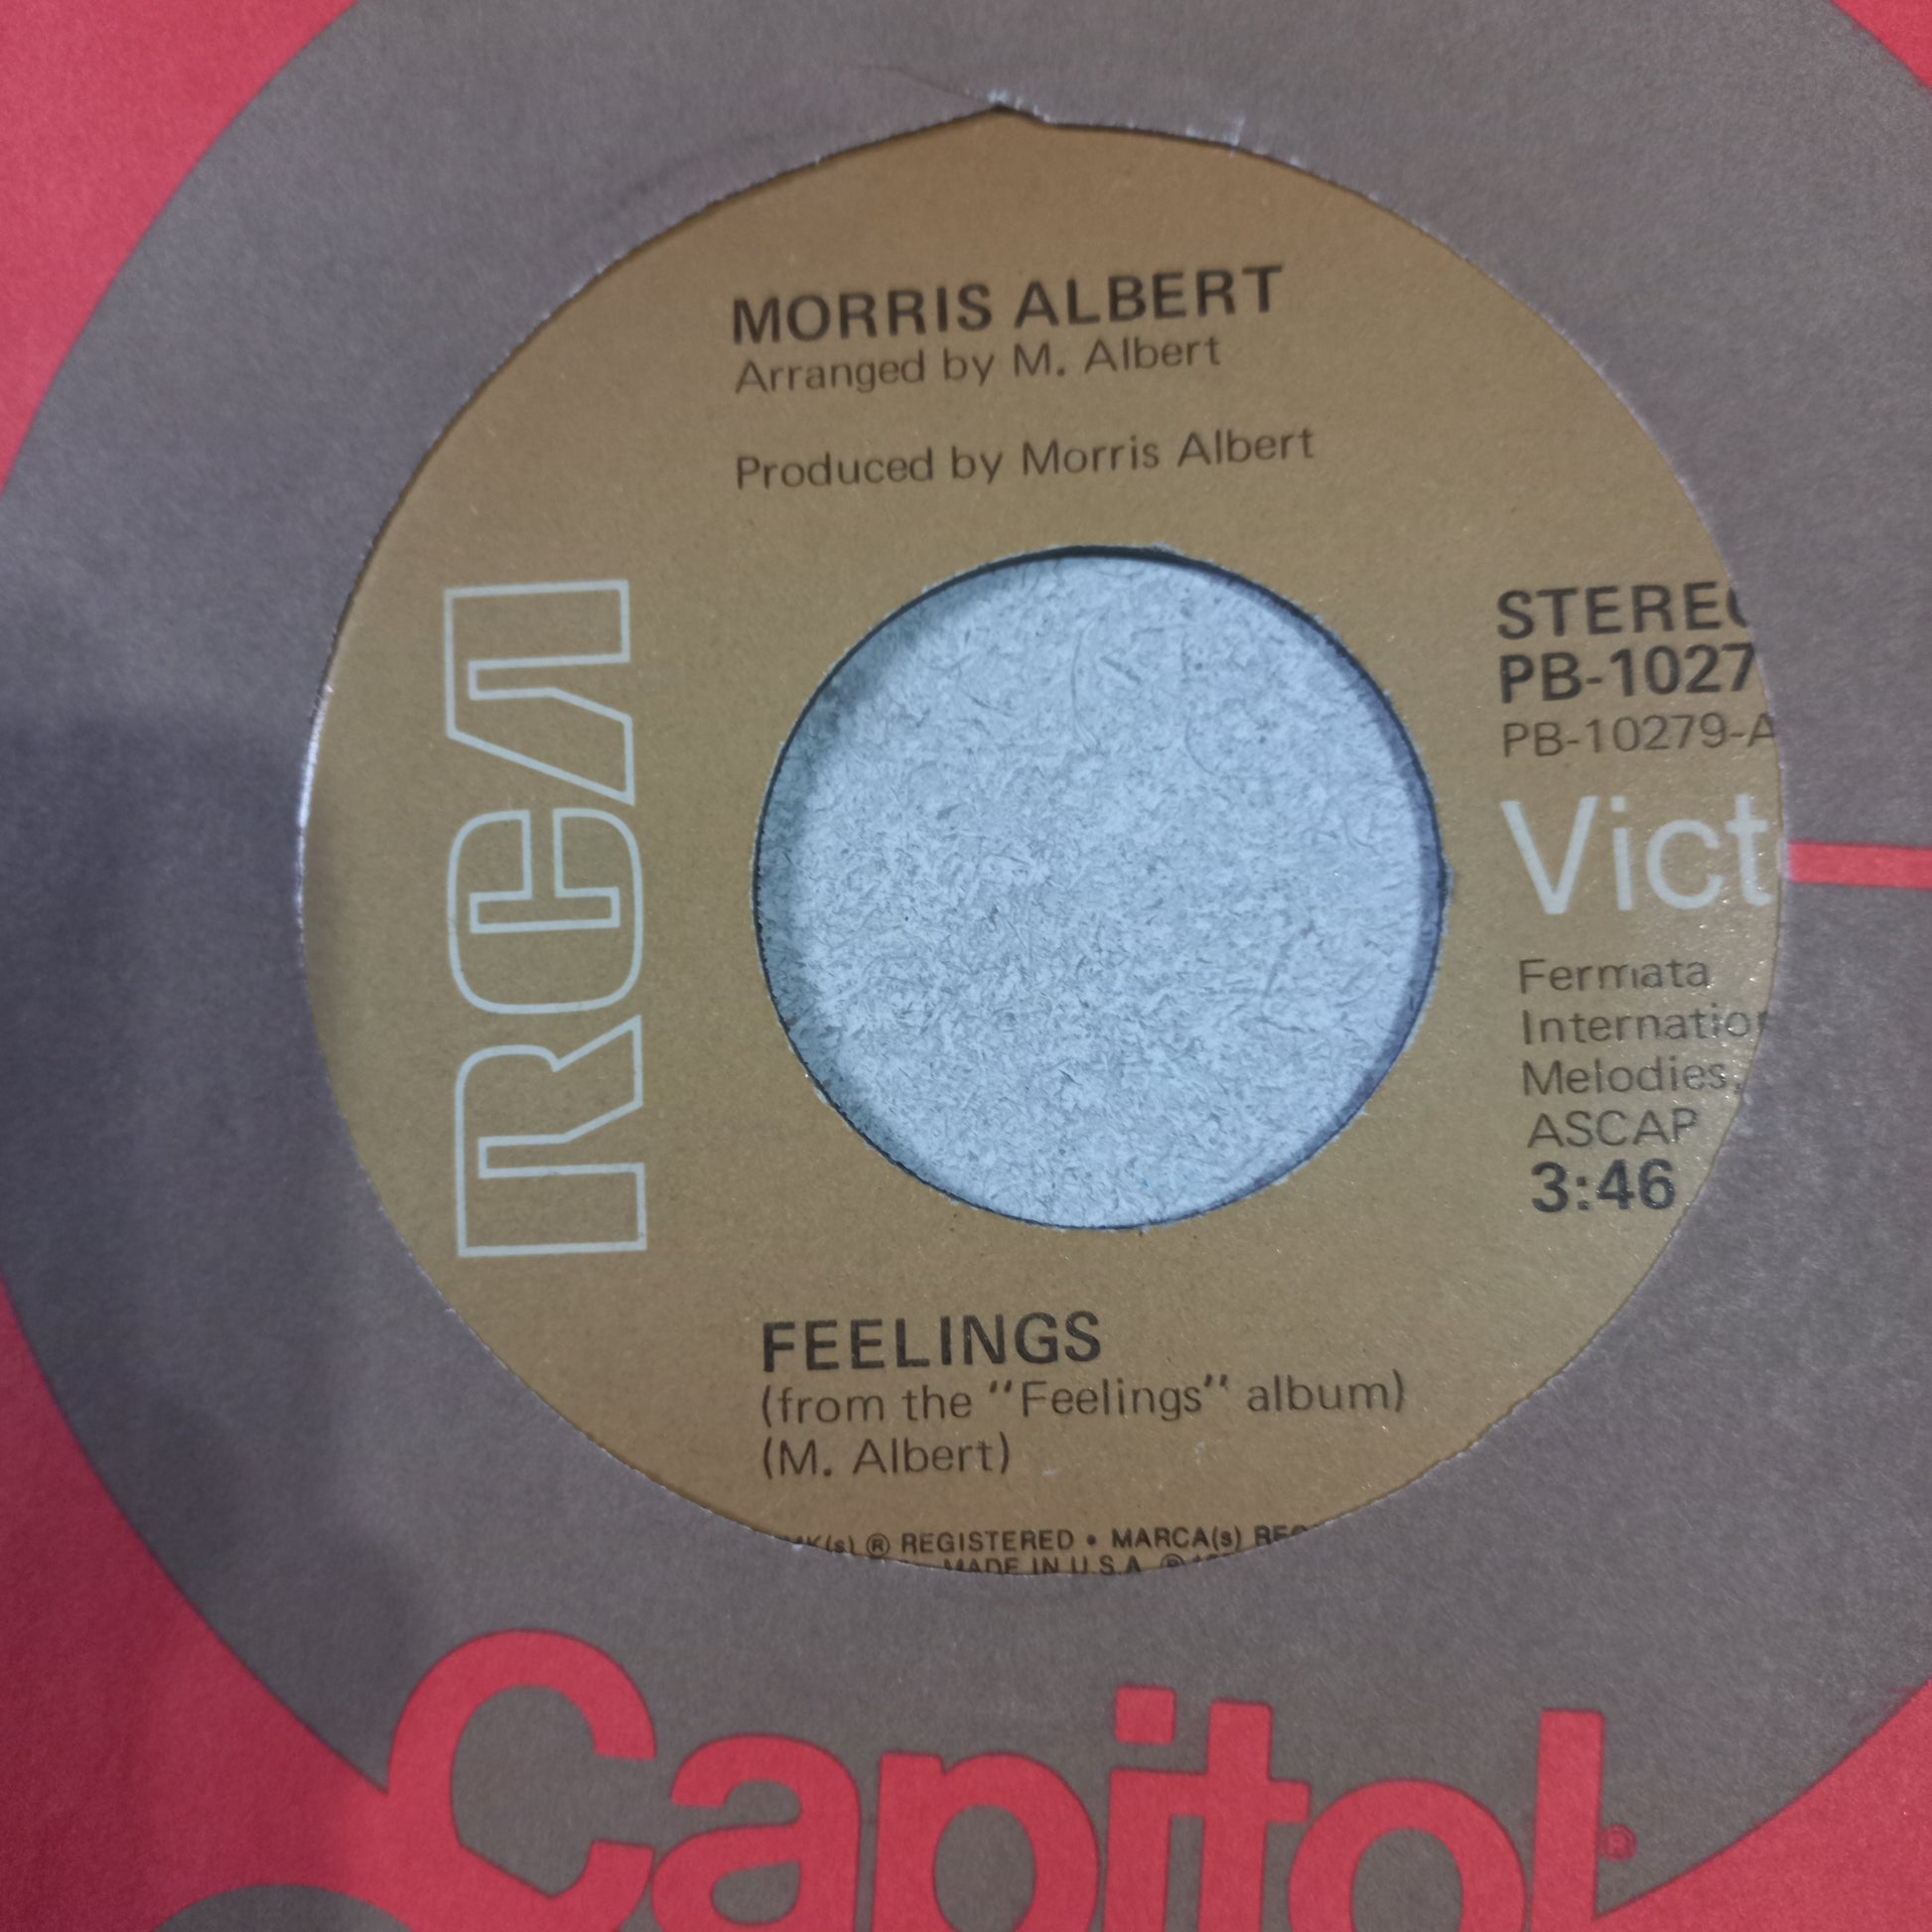 MORRIS ALBERT
Arranged by M. Albert
Produced by Morris Albert
RCA
STEREO
PB-1027
PB-10279-A
Vict
Fermata
Internatio
Melodies,
ASCAP
3:46
FEELINGS
(from the "Feelings" album)
(M. Albert)
® REGISTERED • MARCA(s)
MADE IN U.S.A.
Capitol®